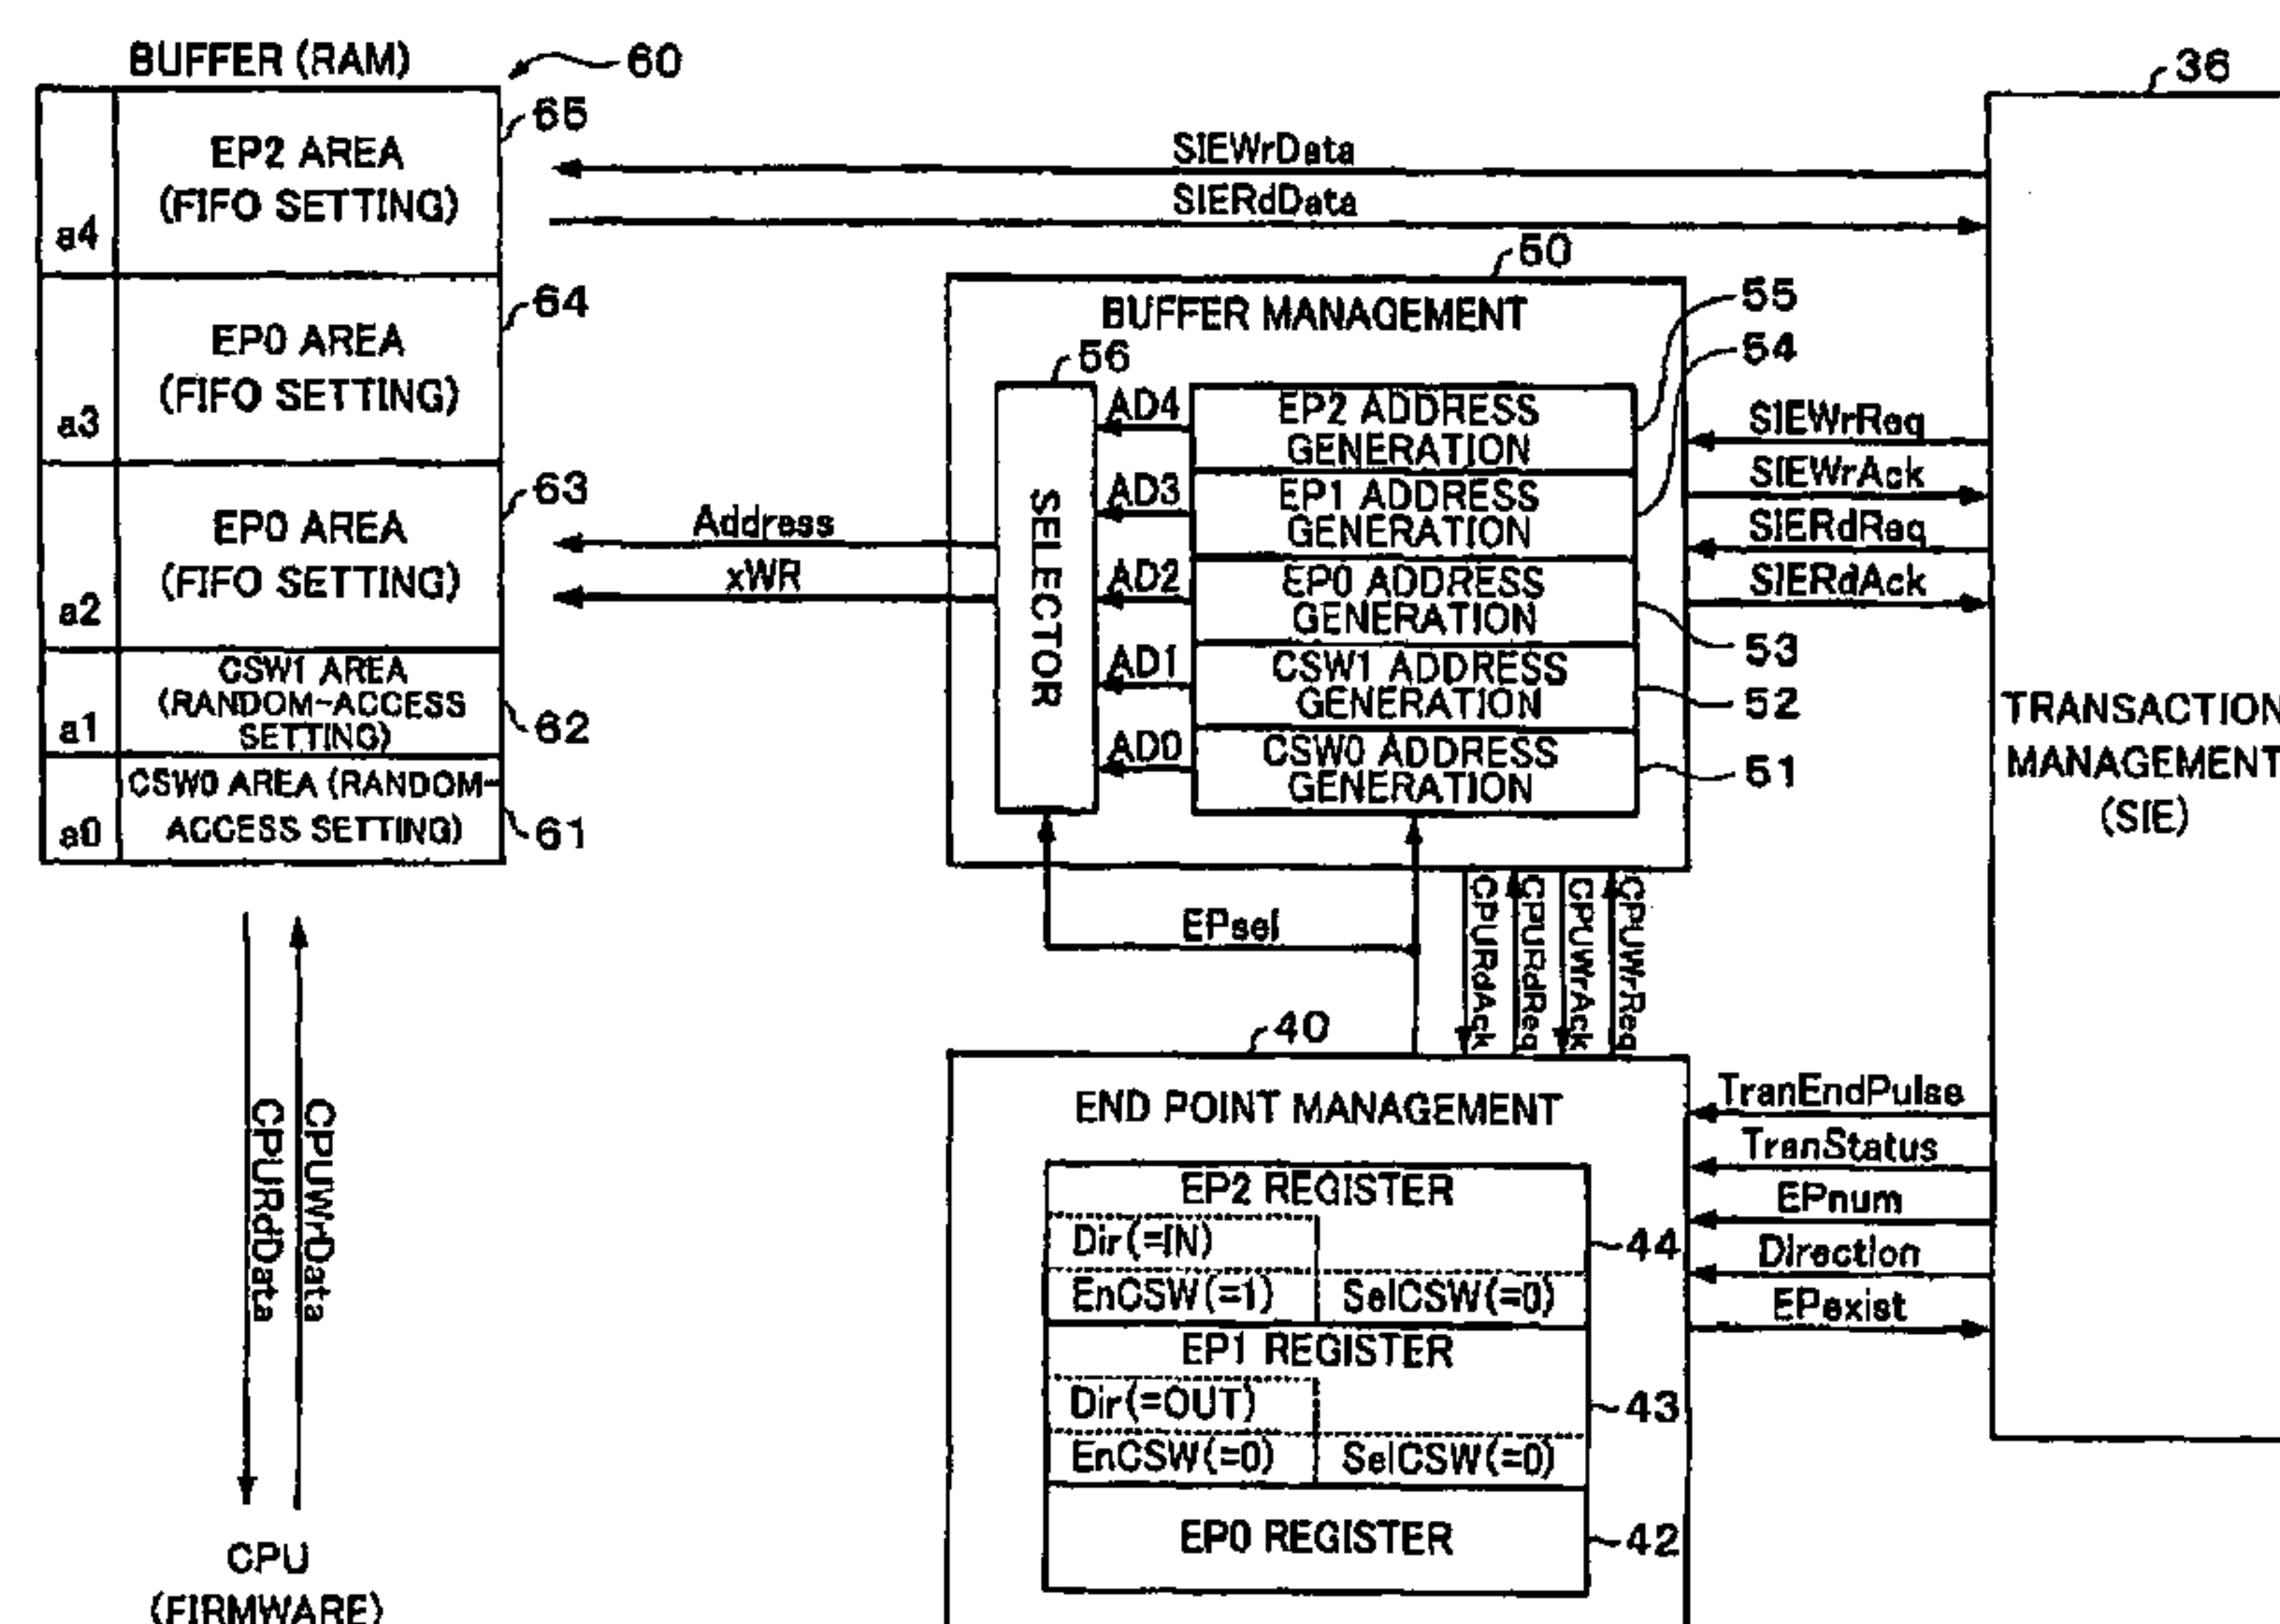 BUFFER (RAM)
60
65
EP2 AREA
(FIFO SETTING)
a4
64
EP0 AREA
(FIFO SETTING)
a3
63
EP0 AREA
(FIFO SETTING)
a2
CSW1 AREA
(RANDOM-ACCESS
SETTING)
a1
62
CSW0 AREA (RANDOM-
ACCESS SETTING)
a0
61
CPURdData
CPUWrData
CPU
(FIRMWARE)
SIEWrData
SIERdData
Address
xWR
50
BUFFER MANAGEMENT
56
SELECTOR
AD4
AD3
AD2
AD1
AD0
EP2 ADDRESS
GENERATION
EP1 ADDRESS
GENERATION
EP0 ADDRESS
GENERATION
CSW1 ADDRESS
GENERATION
CSW0 ADDRESS
GENERATION
55
54
53
52
51
SIEWrReq
SIEWrAck
SIERdReq
SIERdAck
EPsel
CPURdAck
CPURdReq
CPUWrAck
CPUWrReq
40
END POINT MANAGEMENT
EP2 REGISTER
Dir(=IN)
EnCSW(=1)
SelCSW(=0)
44
EP1 REGISTER
Dir(=OUT)
EnCSW(=0)
SelCSW(=0)
43
EP0 REGISTER
42
TranEndPulse
TranStatus
EPnum
Direction
EPexist
36
TRANSACTION
MANAGEMENT
(SIE)